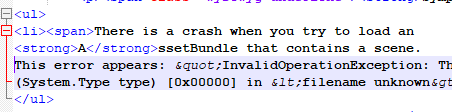 <ul>
<li><span>There is a crash when you try to load an
<strong>A</strong>ssetBundle that contains a scene.
This error appears: &quot;InvalidOperationException: Th
(System.Type type) [0x00000] in &lt;filename unknown&gt
</ul>